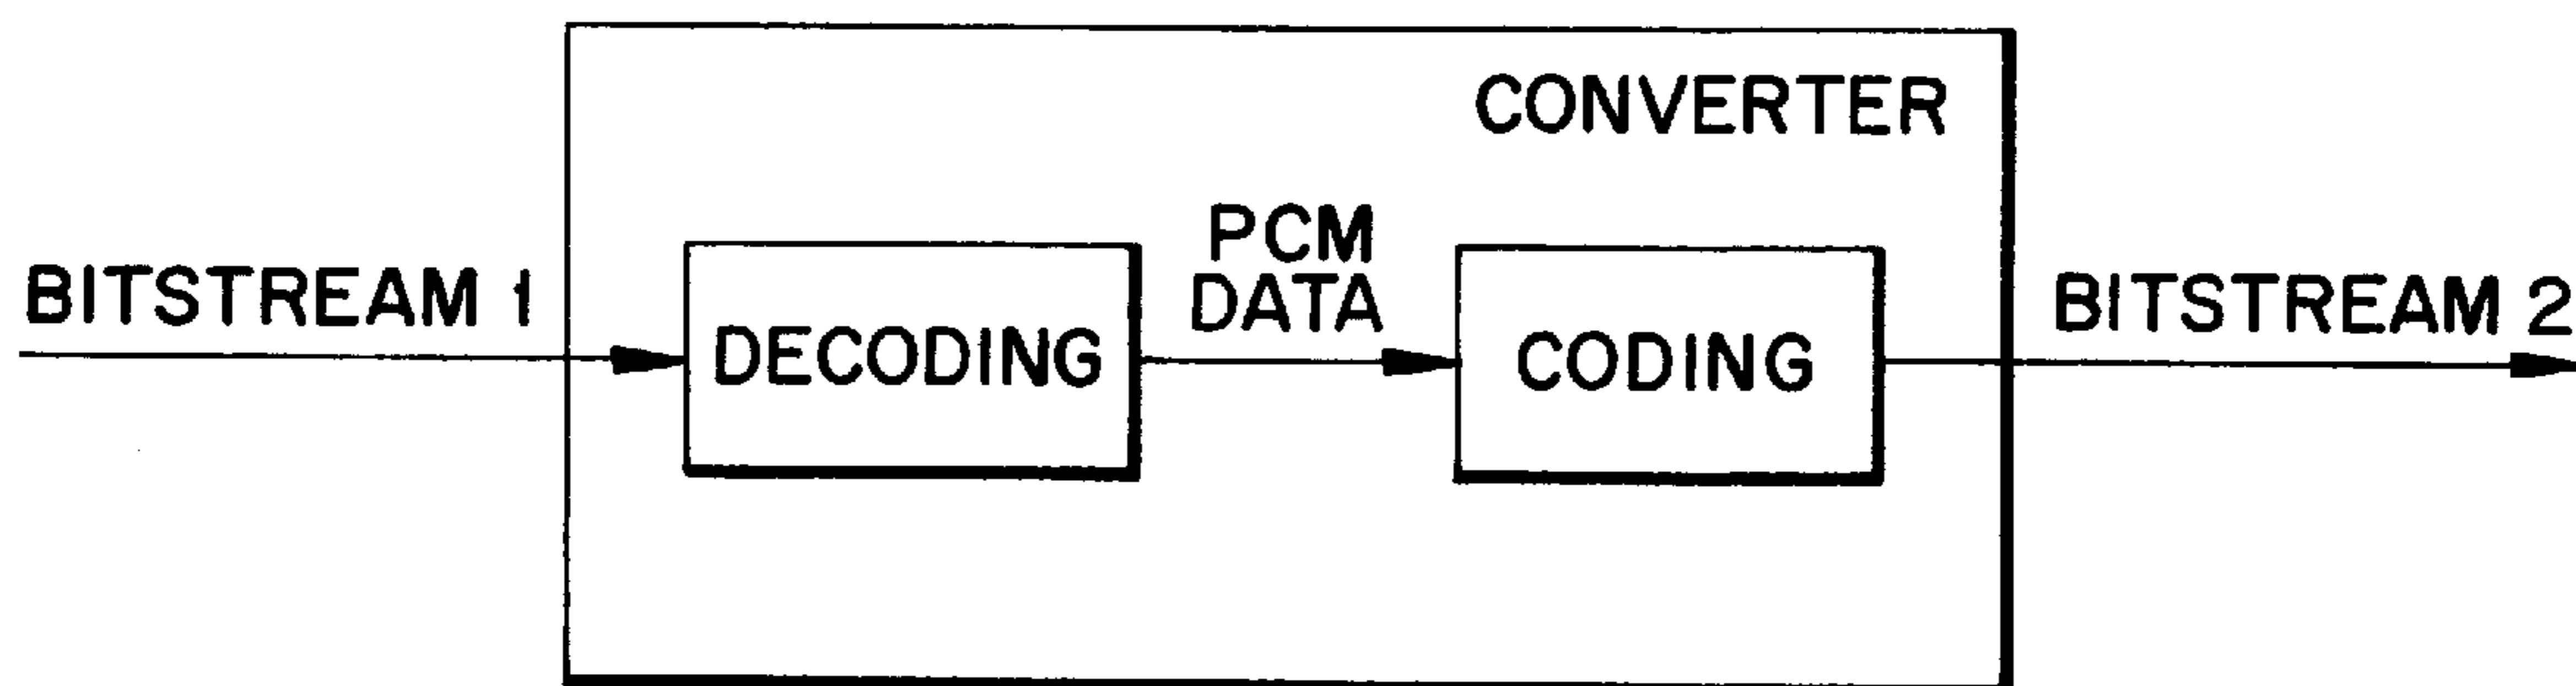 CONVERTER
BITSTREAM 1
DECODING
PCM
DATA
CODING
BITSTREAM 2